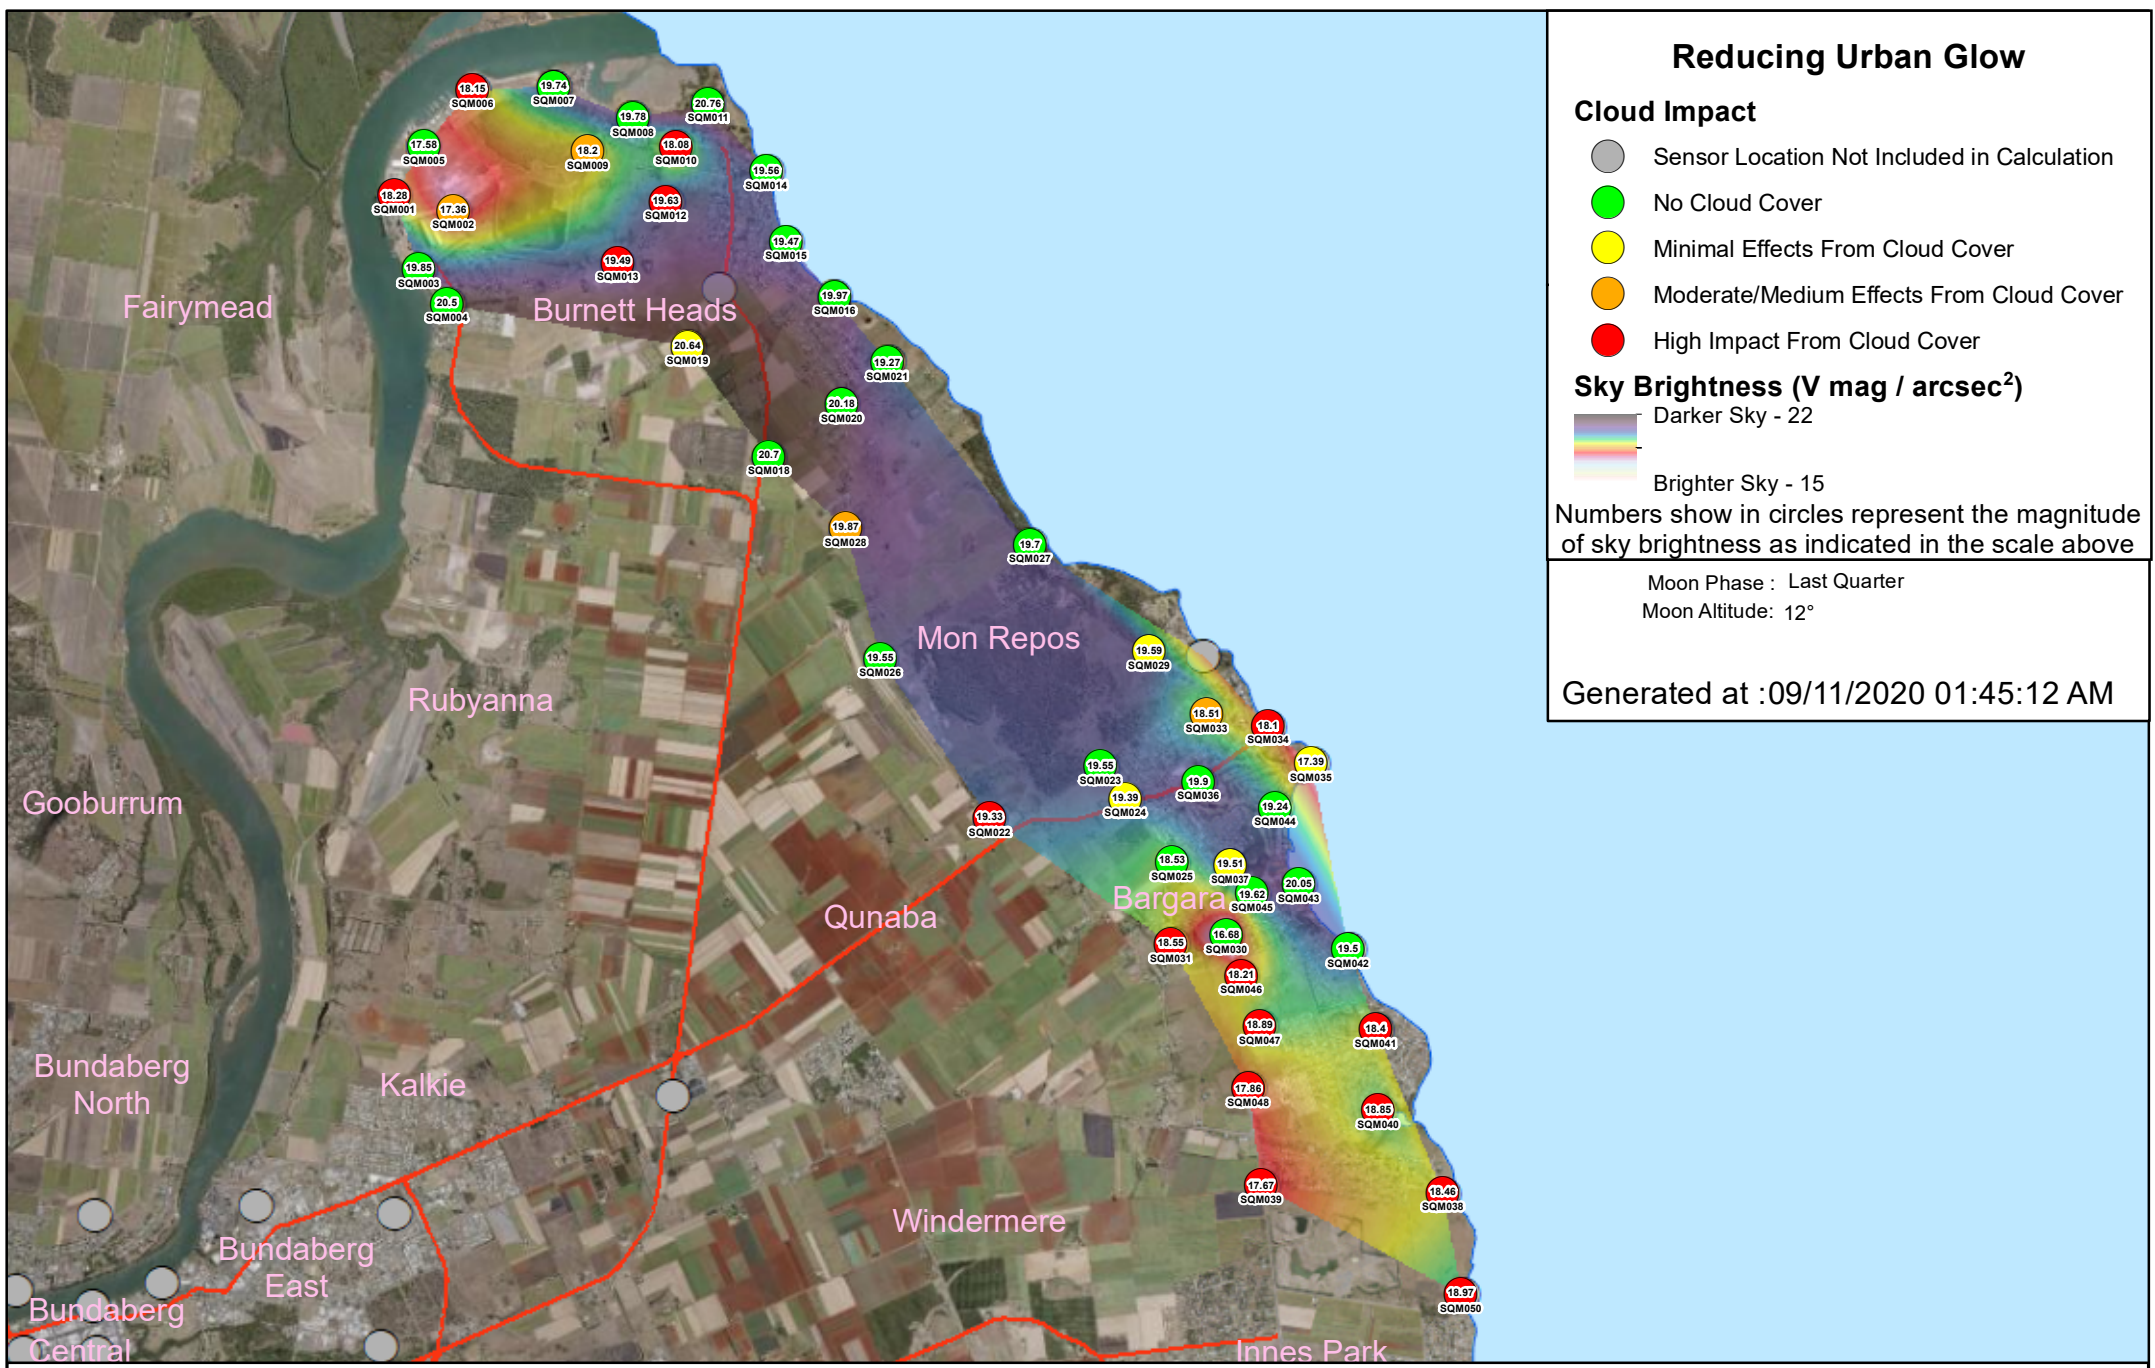 Reducing Urban Glow
Cloud Impact
Sensor Location Not Included in Calculation
No Cloud Cover
Minimal Effects From Cloud Cover
Moderate/Medium Effects From Cloud Cover
High Impact From Cloud Cover
Sky Brightness (V mag / arcsec²)
Darker Sky - 22
Brighter Sky - 15
Numbers show in circles represent the magnitude
of sky brightness as indicated in the scale above
Moon Phase : Last Quarter
Moon Altitude: 12°
Generated at :09/11/2020 01:45:12 AM
18.15
SQM006
19.74
SQM007
19.78
SQM008
20.76
SQM011
17.58
SQM005
18.2
SQM009
18.08
SQM010
19.56
SQM014
18.28
SQM001
17.36
SQM002
19.63
SQM012
19.47
SQM015
19.85
SQM003
19.49
SQM013
20.5
SQM004
19.97
SQM016
Fairymead
Burnett Heads
20.64
SQM019
19.27
SQM021
20.18
SQM020
20.7
SQM018
19.87
SQM028
19.7
SQM027
Mon Repos
19.55
SQM026
19.59
SQM029
Rubyanna
18.51
SQM033
18.1
SQM034
19.55
SQM023
17.39
SQM035
19.9
SQM036
19.39
SQM024
19.24
SQM044
Gooburrum
19.33
SQM022
18.53
SQM025
19.51
SQM037
20.05
SQM043
19.62
SQM045
Bargara
Qunaba
16.68
SQM030
18.55
SQM031
19.5
SQM042
18.21
SQM046
18.89
SQM047
18.4
SQM041
Bundaberg
North
Kalkie
17.86
SQM048
18.85
SQM040
17.67
SQM039
18.46
SQM038
Windermere
Bundaberg
East
18.97
SQM050
Bundaberg
Central
Innes Park